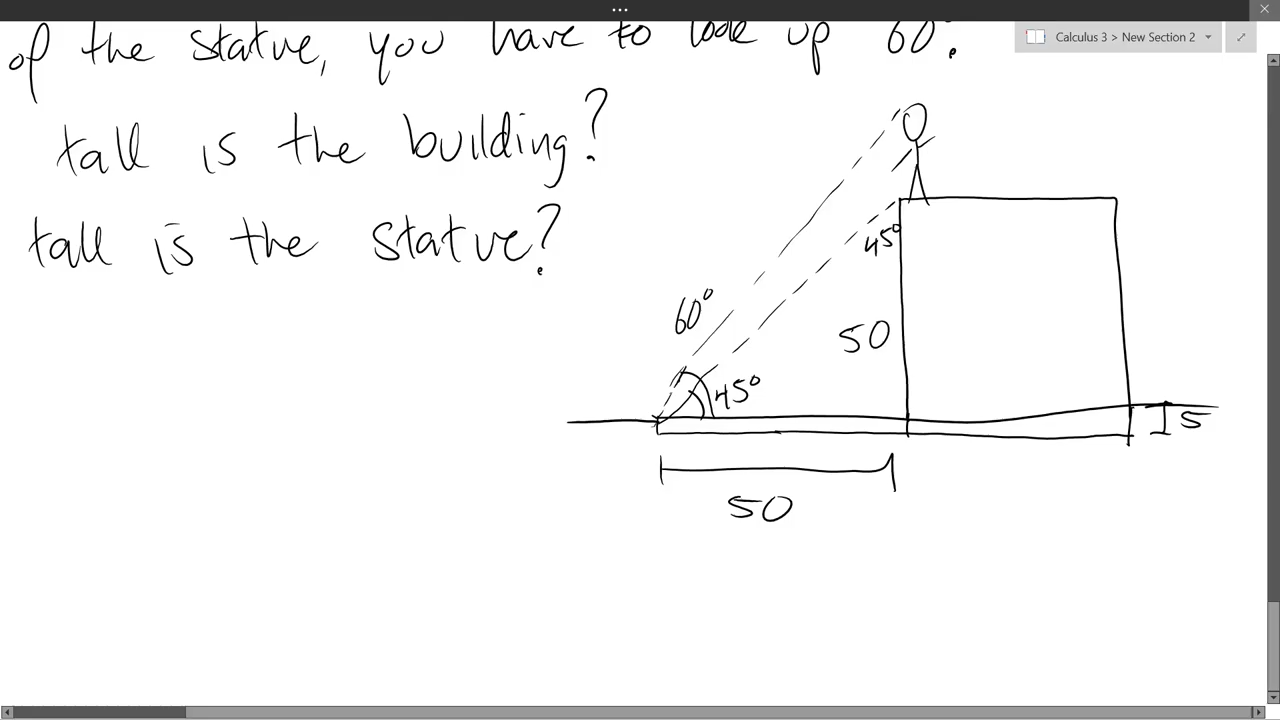 of the statue, you have to look up 60°.
tall is the building?
tall is the statue?
Calculus 3 > New Section 2
45°
60°
50
45°
5
50